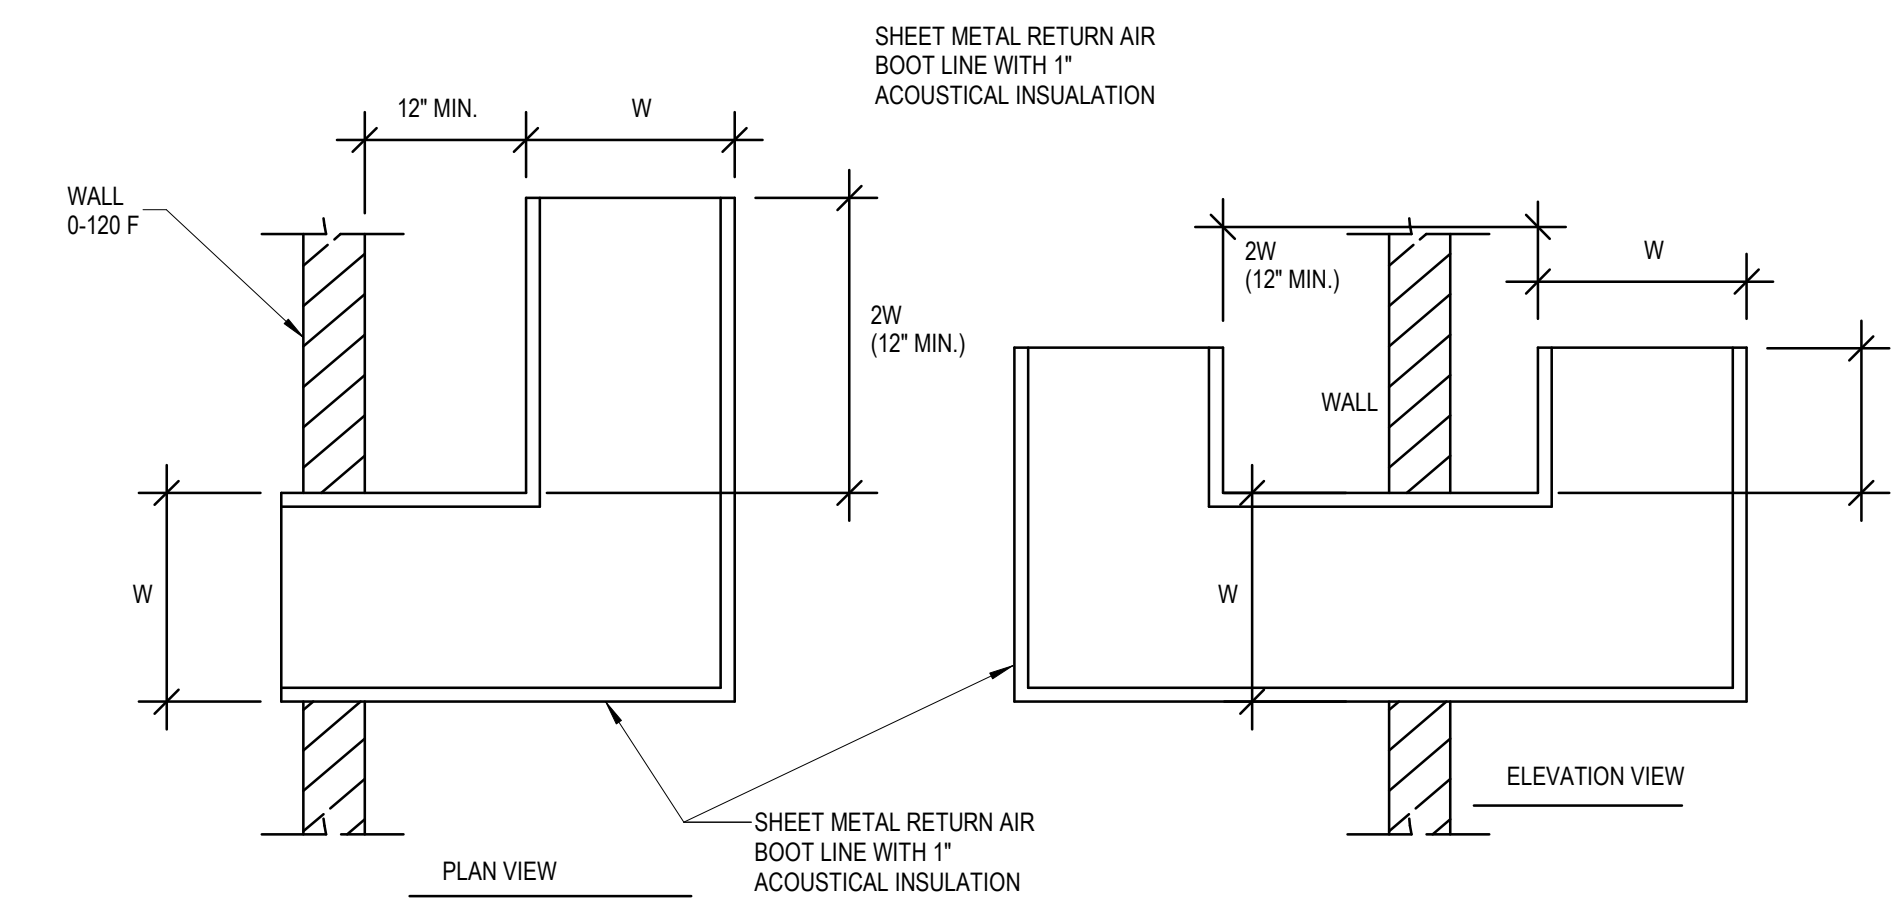 SHEET METAL RETURN AIR
BOOT LINE WITH 1"
ACOUSTICAL INSUALATION
12" MIN.
W
WALL
0-120 F
2W
(12" MIN.)
W
PLAN VIEW
2W
(12" MIN.)
W
WALL
W
ELEVATION VIEW
SHEET METAL RETURN AIR
BOOT LINE WITH 1"
ACOUSTICAL INSULATION